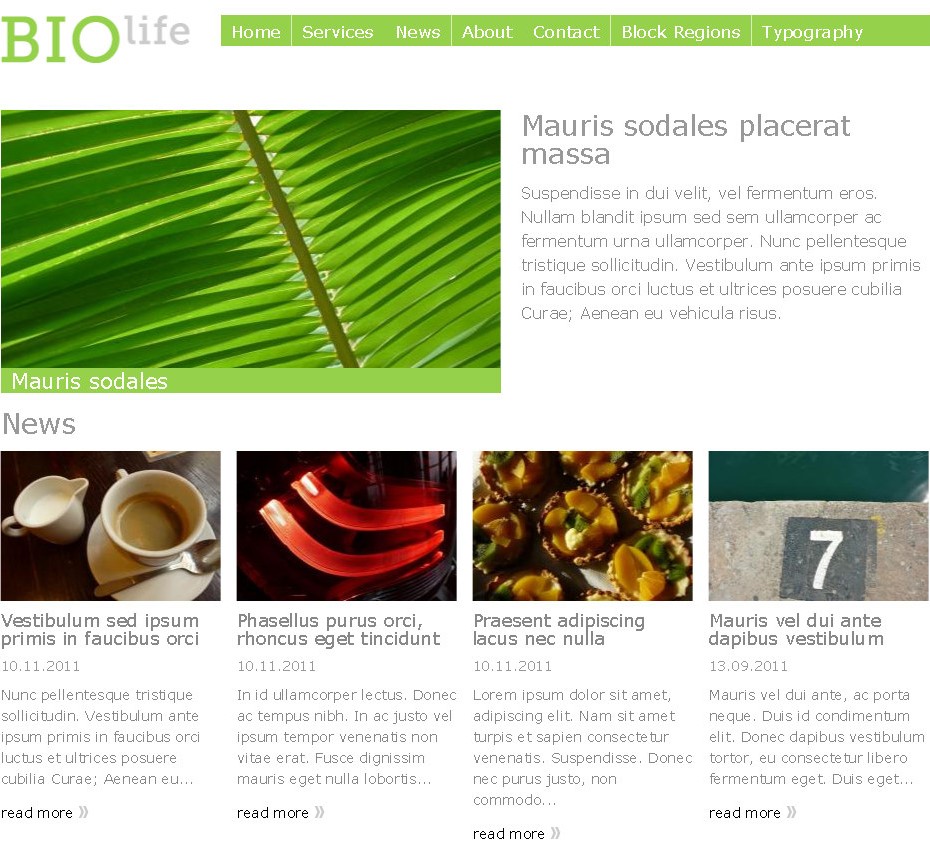 BIOlife
Home Services News About Contact Block Regions Typography
Mauris sodales placerat
massa
Suspendisse in dui velit, vel fermentum eros.
Nullam blandit ipsum sed sem ullamcorper ac
fermentum urna ullamcorper. Nunc pellentesque
tristique sollicitudin. Vestibulum ante ipsum primis
in faucibus orci luctus et ultrices posuere cubilia
Curae; Aenean eu vehicula risus.
Mauris sodales
News
7
Vestibulum sed ipsum
primis in faucibus orci
10.11.2011
Nunc pellentesque tristique
sollicitudin. Vestibulum ante
ipsum primis in faucibus orci
luctus et ultrices posuere
cubilia Curae; Aenean eu...
read more »
Phasellus purus orci,
rhoncus eget tincidunt
10.11.2011
In id ullamcorper lectus. Donec
ac tempus nibh. In ac justo vel
ipsum tempor venenatis non
vitae erat. Fusce dignissim
mauris eget nulla lobortis...
read more »
Praesent adipiscing
lacus nec nulla
10.11.2011
Lorem ipsum dolor sit amet,
adipiscing elit. Nam sit amet
turpis et sapien consectetur
venenatis. Suspendisse. Donec
nec purus justo, non
commodo...
read more »
Mauris vel dui ante
dapibus vestibulum
13.09.2011
Mauris vel dui ante, ac porta
neque. Duis id condimentum
elit. Donec dapibus vestibulum
tortor, eu consectetur libero
fermentum eget. Duis eget...
read more »